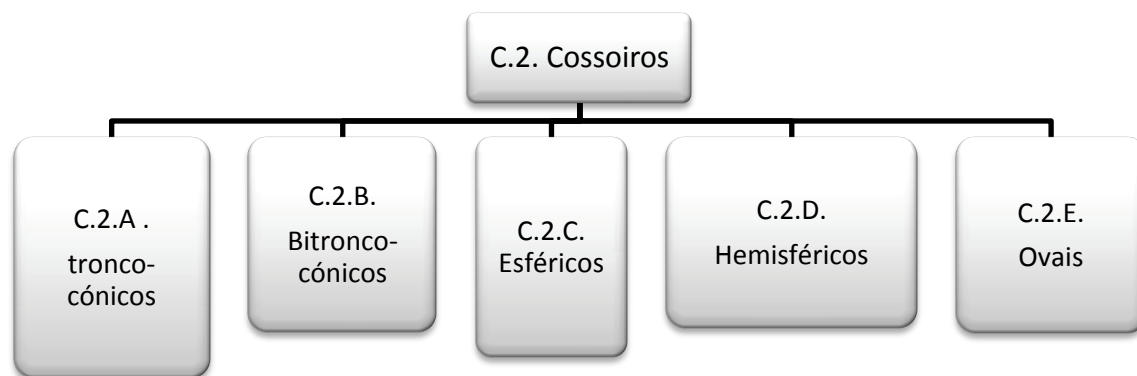 C.2. Cossoiros
C.2.A .
tronco-
cónicos
C.2.B.
Bitronco-
cónicos
C.2.C.
Esféricos
C.2.D.
Hemisféricos
C.2.E.
Ovais